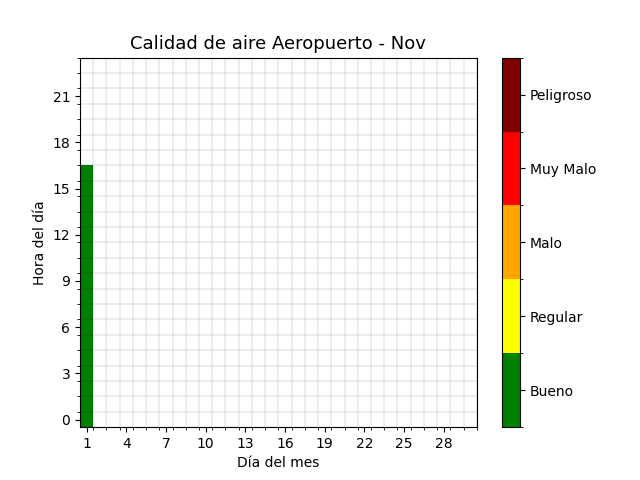 Calidad de aire Aeropuerto - Nov
Hora del día
21
18
15
12
9
6
3
0
1 4 7 10 13 16 19 22 25 28
Día del mes
Peligroso
Muy Malo
Malo
Regular
Bueno